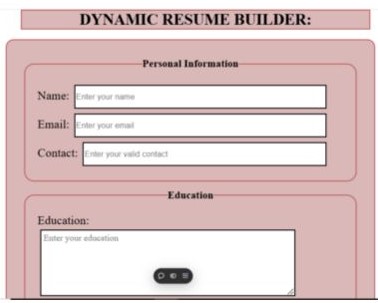 DYNAMIC RESUME BUILDER:
Personal Information
Name: Enter your name
Email: Enter your email
Contact: Enter your valid contact
Education
Education:
Enter your education